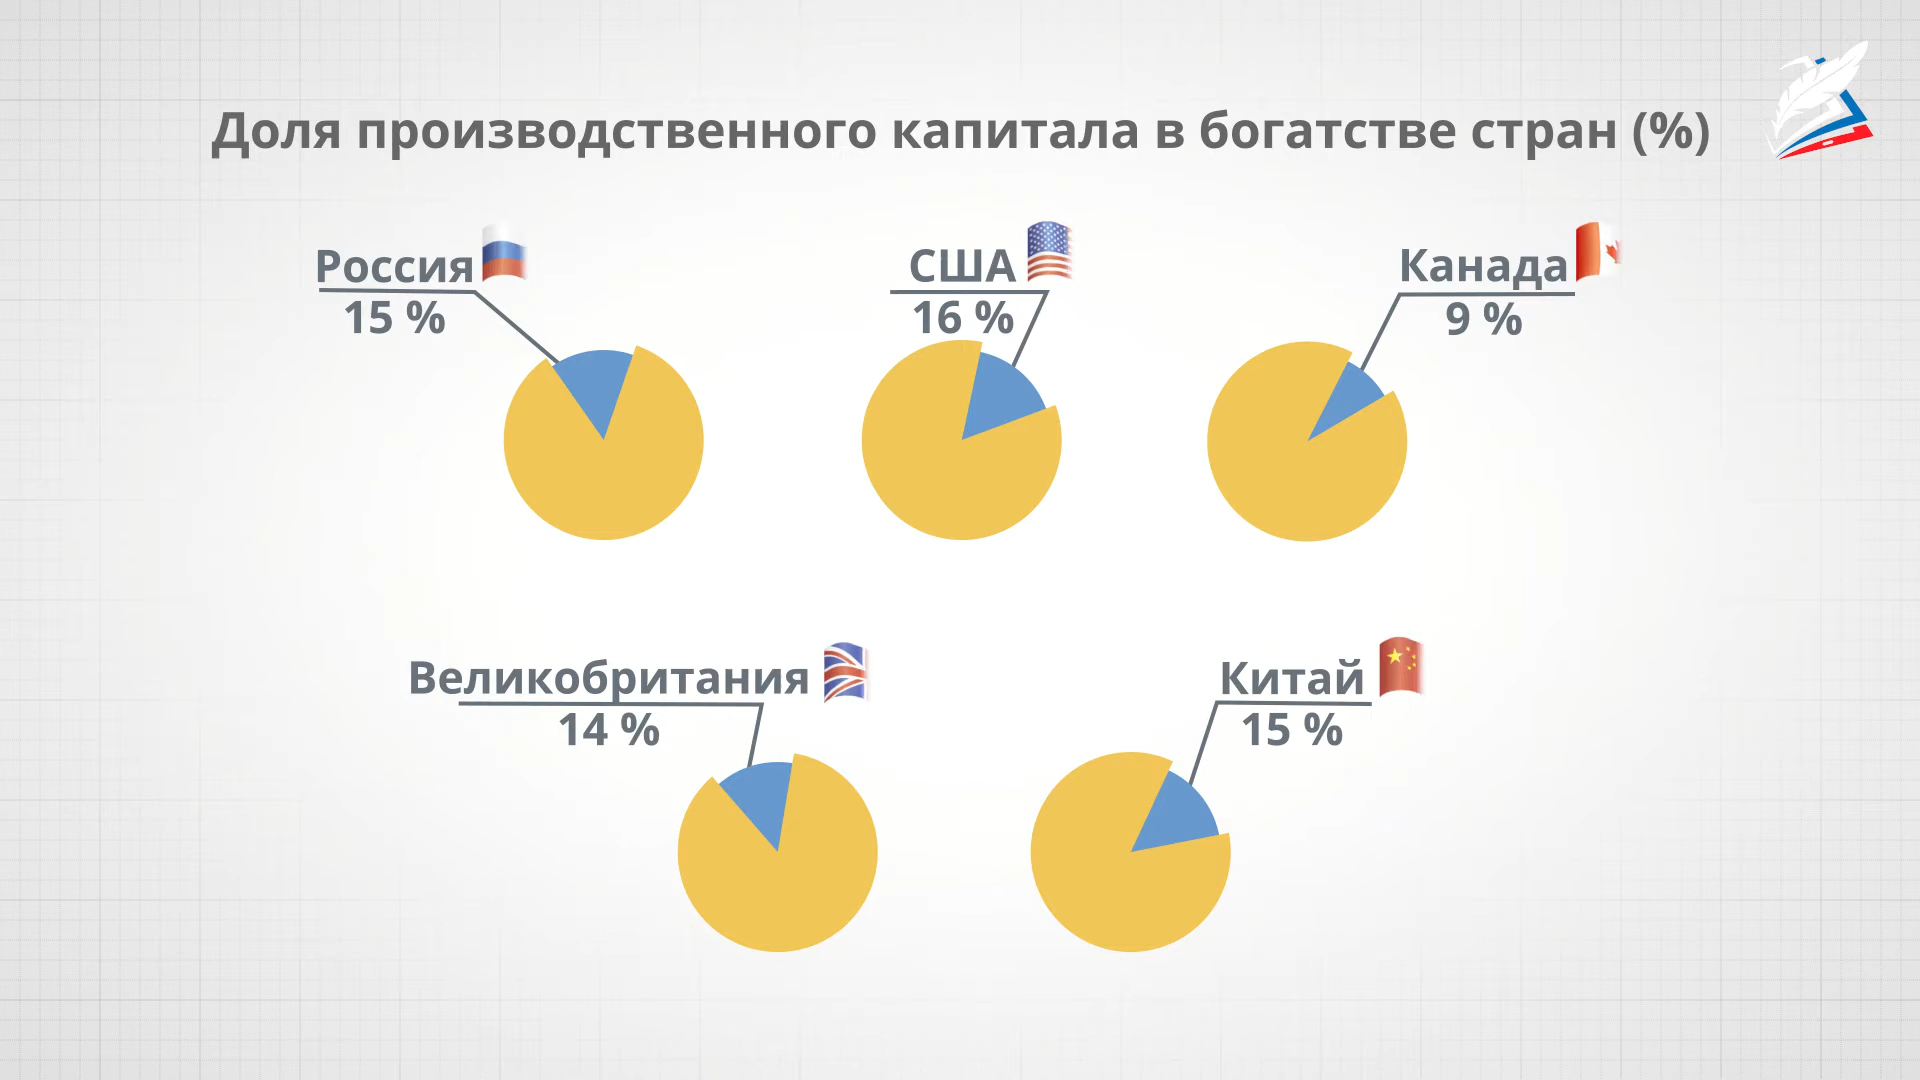 Доля производственного капитала в богатстве стран (%)
Россия
15 %
США
16 %
Канада
9 %
Великобритания
14 %
Китай
15 %